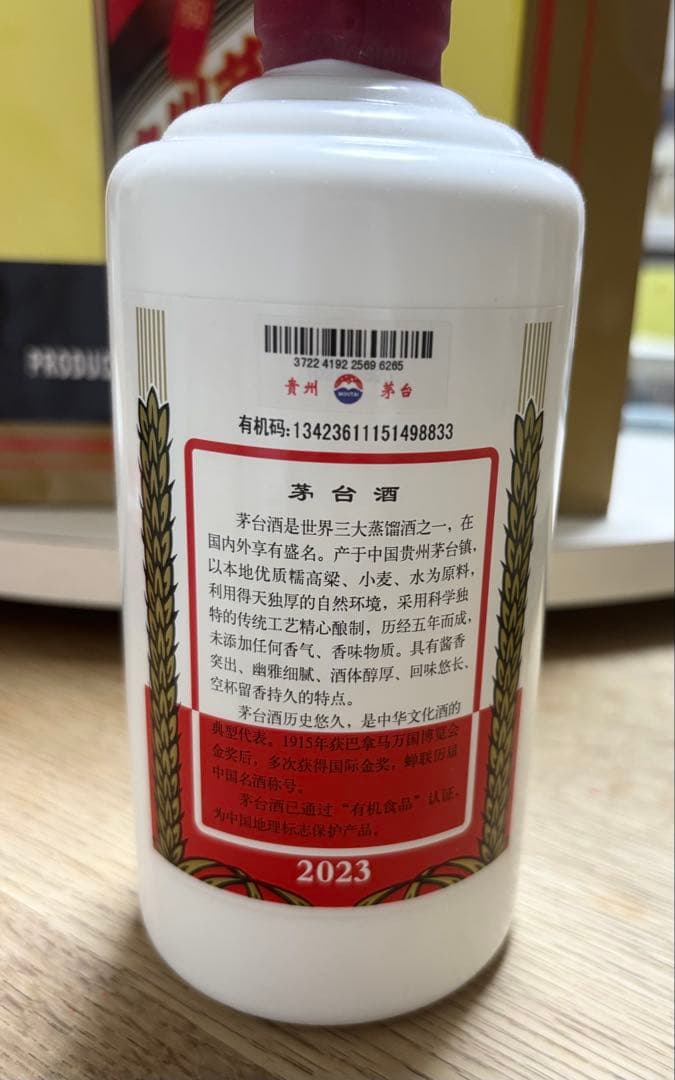 PRODUC
3722 4192 2569 6265
贵州 MOUTAI 茅台
有机码:13423611151498833
茅台酒
茅台酒是世界三大蒸馏酒之一，在
国内外享有盛名。产于中国贵州茅台镇，
以本地优质糯高粱、小麦、水为原料，
利用得天独厚的自然环境，采用科学独
特的传统工艺精心酿制，历经五年而成，
未添加任何香气、香味物质。具有酱香
突出、幽雅细腻、酒体醇厚、回味悠长、
空杯留香持久的特点。
茅台酒历史悠久，是中华文化酒的
典型代表。1915年获巴拿马万国博览会
金奖后，多次获得国际金奖，蝉联历届
中国名酒称号。
茅台酒已通过“有机食品”认证，
为中国地理标志保护产品。
2023